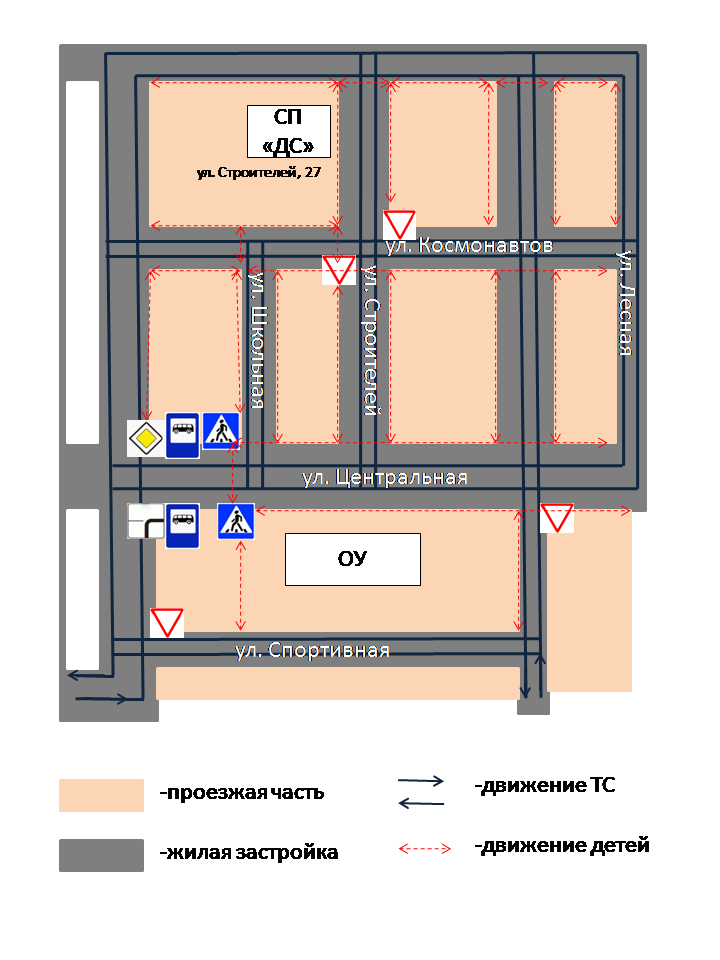 СП
«ДС»
ул. Строителей, 27
ул. Космонавтов
ул. Лесная
ул. Школьная
ул. Строителей
ул. Центральная
ОУ
ул. Спортивная
-проезжая часть
-движение ТС
-жилая застройка
-движение детей